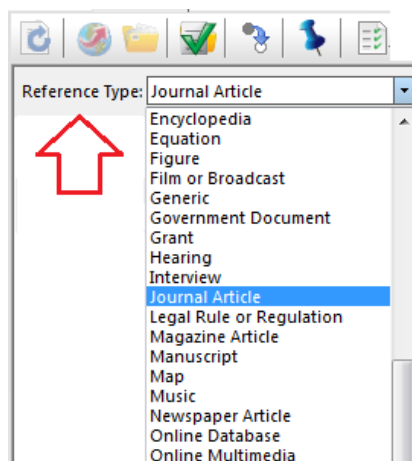 Reference Type: Journal Article
Encyclopedia
Equation
Figure
Film or Broadcast
Generic
Government Document
Grant
Hearing
Interview
Journal Article
Legal Rule or Regulation
Magazine Article
Manuscript
Map
Music
Newspaper Article
Online Database
Online Multimedia